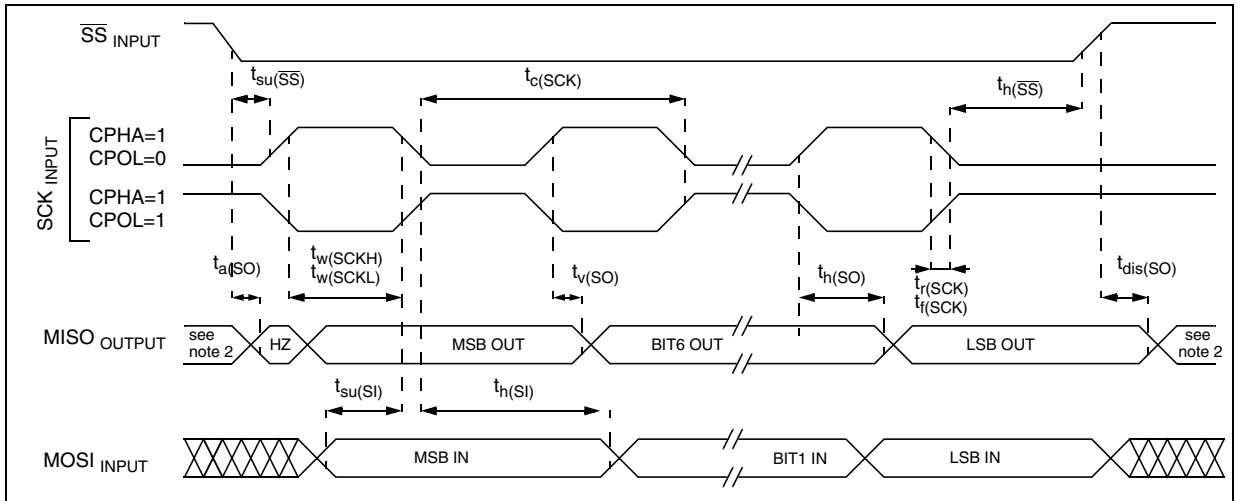 SS INPUT
tsu(SS)
tc(SCK)
th(SS)
SCK INPUT
CPHA=1
CPOL=0
CPHA=1
CPOL=1
ta(SO)
tw(SCKH)
tw(SCKL)
tv(SO)
th(SO)
tr(SCK)
tf(SCK)
tdis(SO)
MISO OUTPUT
see
note 2
HZ
MSB OUT
BIT6 OUT
LSB OUT
see
note 2
tsu(SI)
th(SI)
MOSI INPUT
MSB IN
BIT1 IN
LSB IN